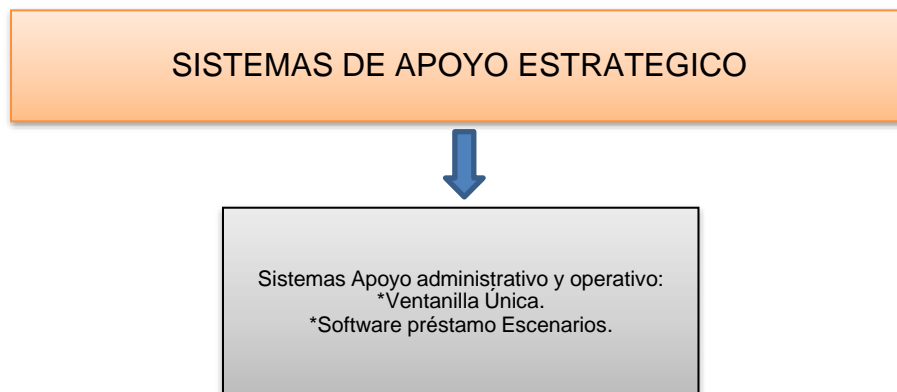 SISTEMAS DE APOYO ESTRATEGICO
Sistemas Apoyo administrativo y operativo:
*Ventanilla Única.
*Software préstamo Escenarios.